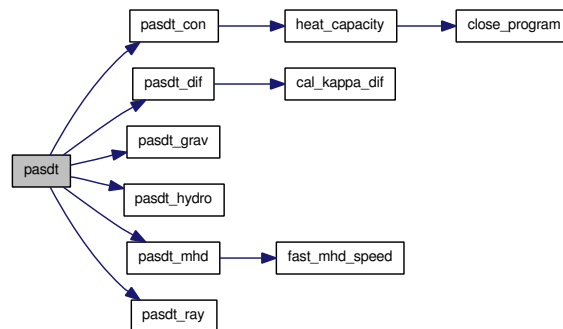 pasdt_con
heat_capacity
close_program
pasdt_dif
cal_kappa_dif
pasdt_grav
pasdt
pasdt_hydro
pasdt_mhd
fast_mhd_speed
pasdt_ray